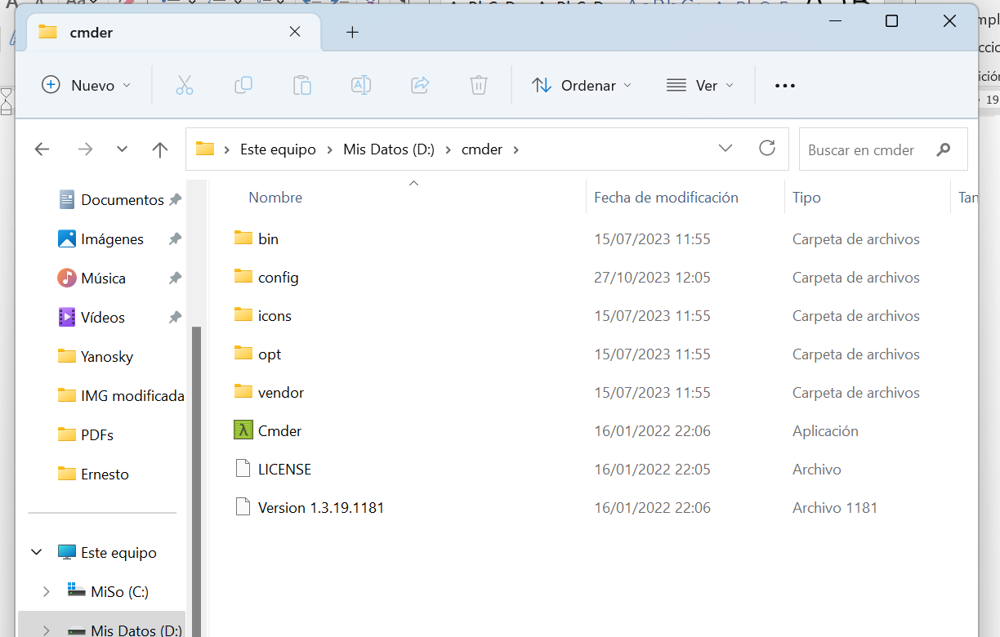 cmder
Nuevo
Ordenar
Ver
Este equipo
Mis Datos (D:)
cmder
Buscar en cmder
Documentos
Imágenes
Música
Vídeos
Yanosky
IMG modificada
PDFs
Ernesto
Este equipo
MiSo (C:)
Mis Datos (D:)
Nombre Fecha de modificación Tipo Tan
bin 15/07/2023 11:55 Carpeta de archivos
config 27/10/2023 12:05 Carpeta de archivos
icons 15/07/2023 11:55 Carpeta de archivos
opt 15/07/2023 11:55 Carpeta de archivos
vendor 15/07/2023 11:55 Carpeta de archivos
Cmder 16/01/2022 22:06 Aplicación
LICENSE 16/01/2022 22:05 Archivo
Version 1.3.19.1181 16/01/2022 22:06 Archivo 1181
19